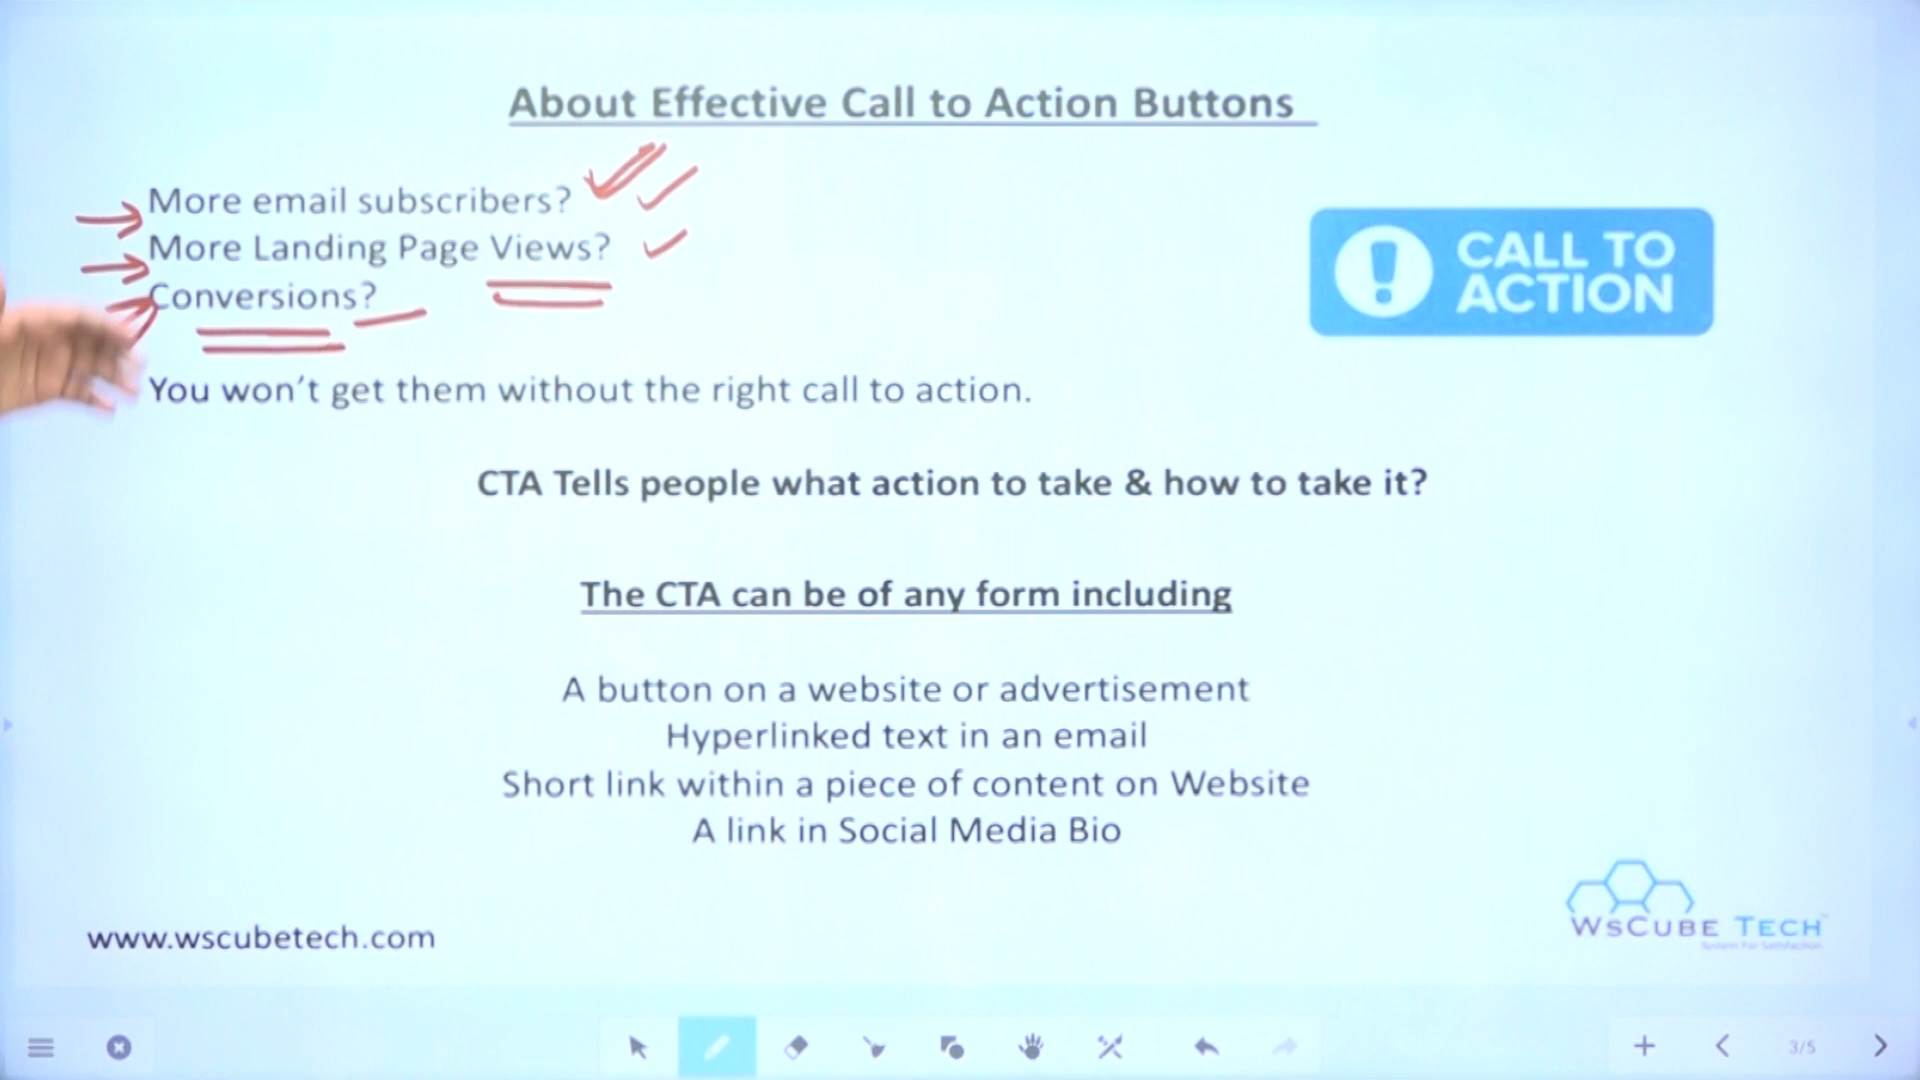 About Effective Call to Action Buttons
More email subscribers?
More Landing Page Views?
Conversions?
CALL TO
ACTION
You won't get them without the right call to action.
CTA Tells people what action to take & how to take it?
The CTA can be of any form including
A button on a website or advertisement
Hyperlinked text in an email
Short link within a piece of content on Website
A link in Social Media Bio
www.wscubetech.com
WSCUBE TECH
System For Satisfaction
3/5